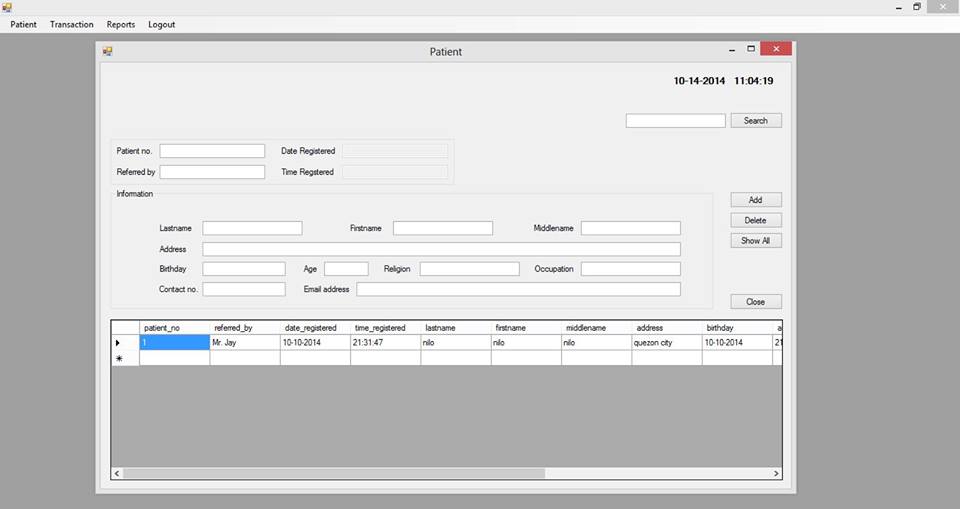 Patient Transaction Reports Logout
Patient
10-14-2014 11:04:19
Search
Patient no. Date Registered
Referred by Time Regstered
Information
Add
Delete
Show All
Lastname Firstname Middlename
Address
Birthday Age Religion Occupation
Contact no. Email address
Close
patient_no referred_by date_registered time_registered lastname firstname middlename address birthday a
1 Mr. Jay 10-10-2014 21:31:47 nilo nilo nilo quezon city 10-10-2014 21